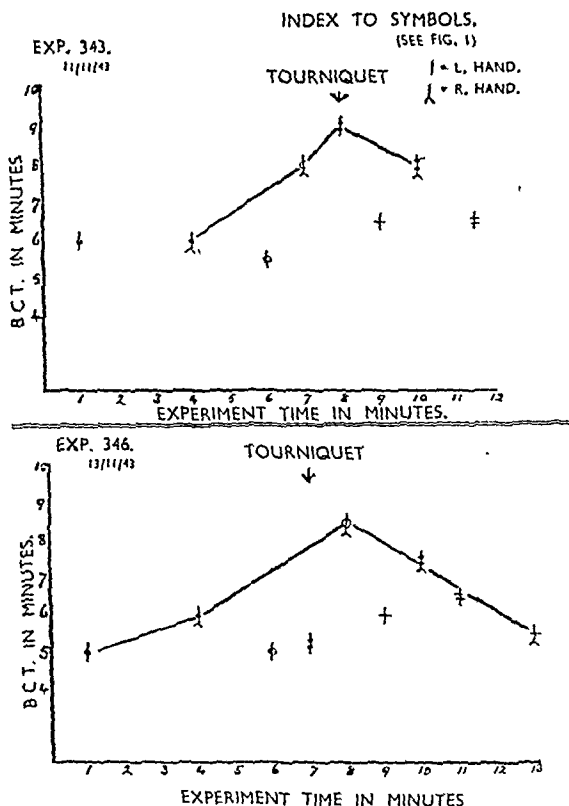 INDEX TO SYMBOLS.
(SEE FIG. 1)
EXP. 343.
11/11/43
= L. HAND.
= R. HAND.
TOURNIQUET
10
9
8
7
6
5
4
B.C.T. IN MINUTES
1 2 3 4 5 6 7 8 9 10 11 12
EXPERIMENT TIME IN MINUTES.
EXP. 346.
13/11/43
TOURNIQUET
10
9
8
7
6
5
4
B.C.T. IN MINUTES.
1 2 3 4 5 6 7 8 9 10 11 12 13
EXPERIMENT TIME IN MINUTES